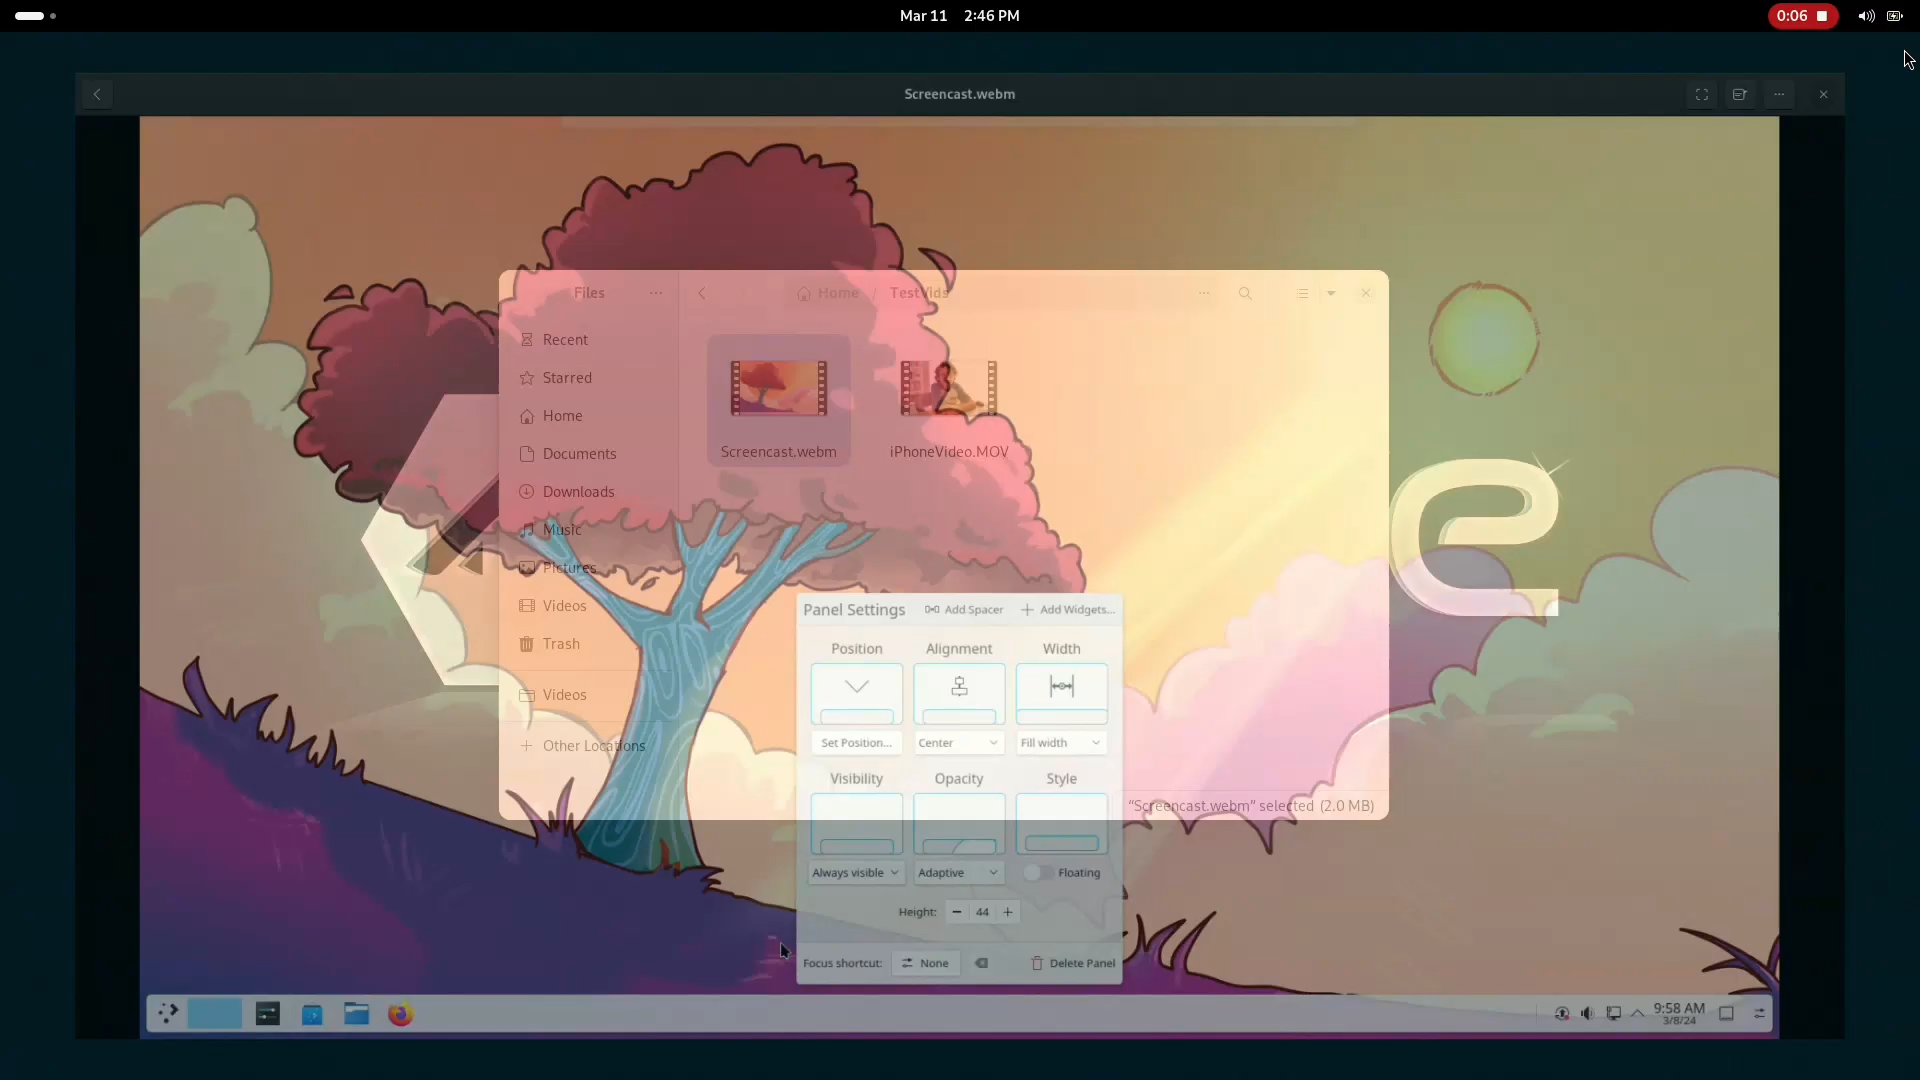 Mar 11 2:46 PM
0:06
Screencast.webm
Files
Home / TestVids
Recent
Starred
Home
Documents
Downloads
Music
Pictures
Videos
Trash
Videos
Other Locations
Screencast.webm
iPhoneVideo.MOV
"Screencast.webm" selected (2.0 MB)
Panel Settings
Add Spacer
Add Widgets...
Position
Alignment
Width
Set Position...
Center
Fill width
Visibility
Opacity
Style
Always visible
Adaptive
Floating
Height: 44
Focus shortcut:
None
Delete Panel
9:58 AM
3/8/24